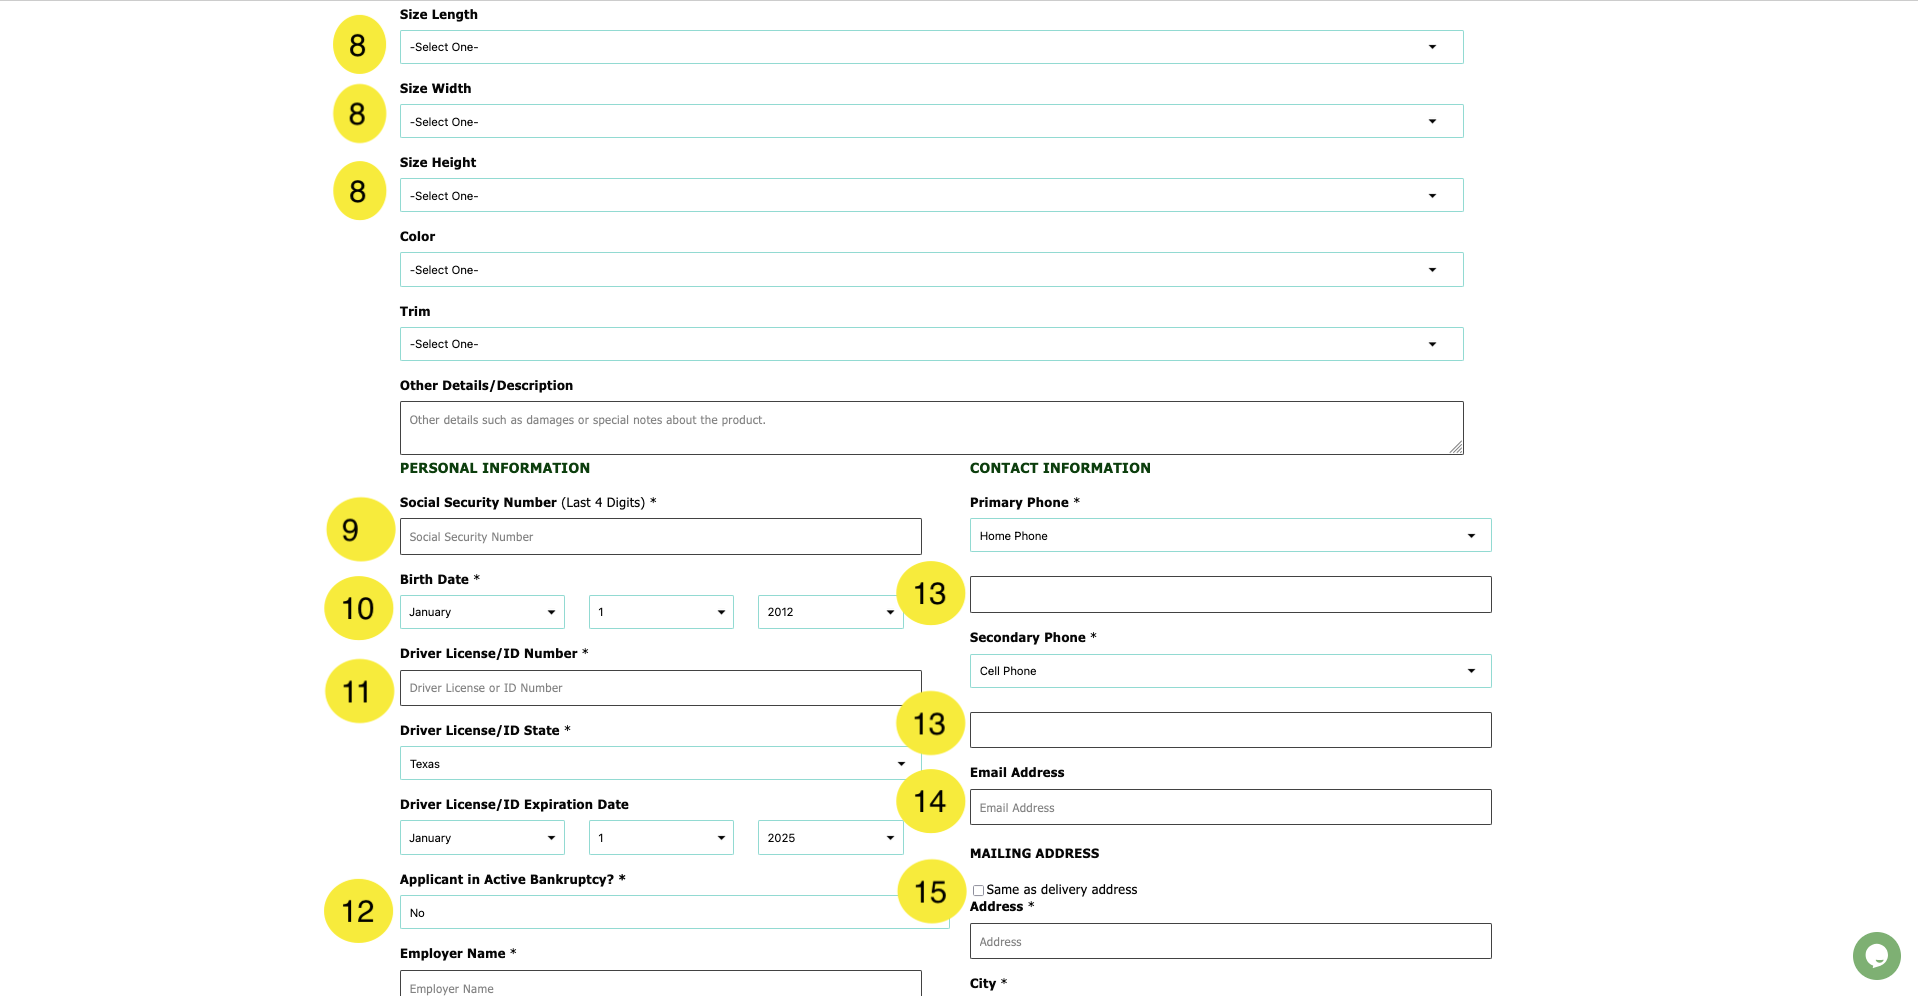 Size Length
8
-Select One-
Size Width
8
-Select One-
Size Height
8
-Select One-
Color
-Select One-
Trim
-Select One-
Other Details/Description
Other details such as damages or special notes about the product.
PERSONAL INFORMATION
Social Security Number (Last 4 Digits) *
9
Social Security Number
Birth Date *
10
January 1 2012
Driver License/ID Number *
11
Driver License or ID Number
Driver License/ID State *
Texas
Driver License/ID Expiration Date
January 1 2025
Applicant in Active Bankruptcy? *
12
No
Employer Name *
Employer Name
CONTACT INFORMATION
Primary Phone *
Home Phone
13
Secondary Phone *
Cell Phone
13
Email Address
14
Email Address
MAILING ADDRESS
15
Same as delivery address
Address *
Address
City *